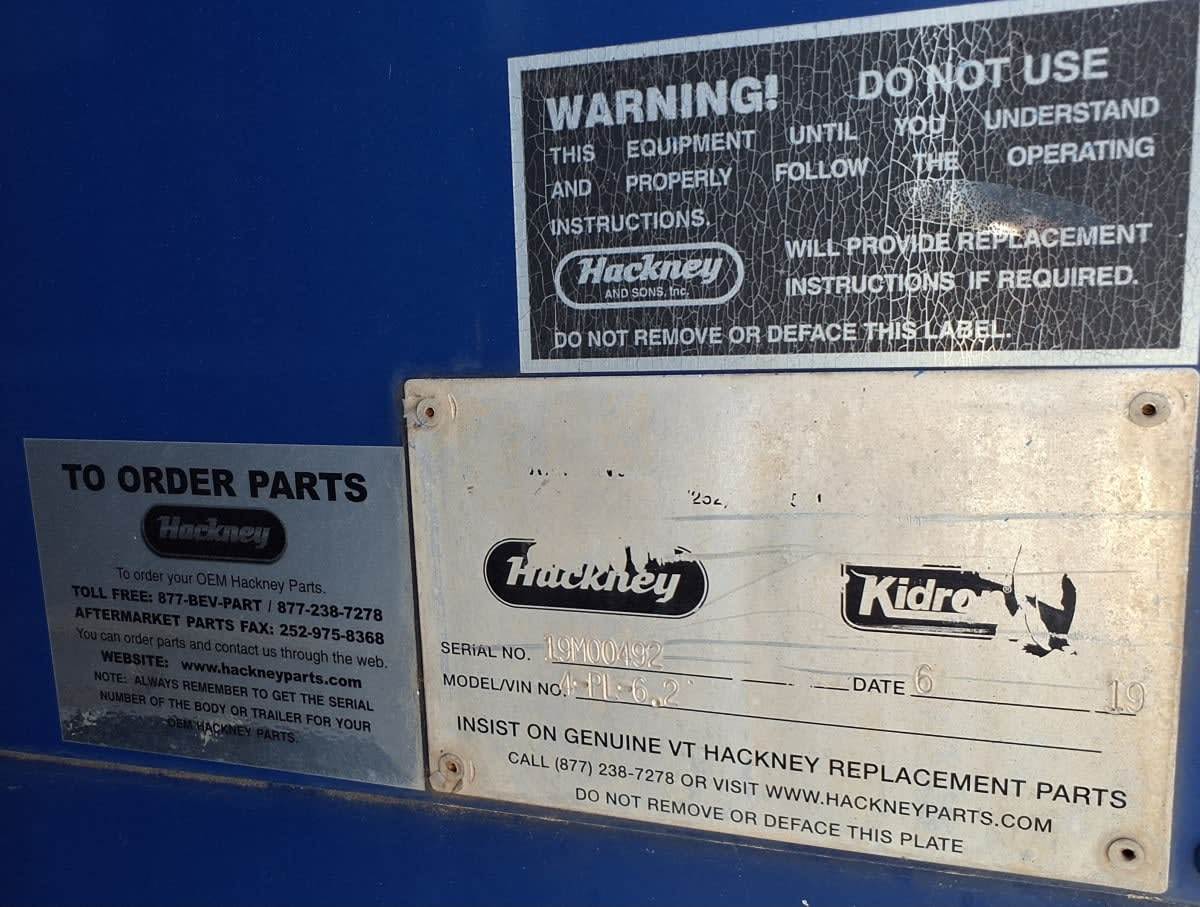 WARNING! DO NOT USE
THIS EQUIPMENT UNTIL YOU UNDERSTAND
AND PROPERLY FOLLOW THE OPERATING
INSTRUCTIONS.
Hackney
AND SONS, Inc.
WILL PROVIDE REPLACEMENT
INSTRUCTIONS IF REQUIRED.
DO NOT REMOVE OR DEFACE THIS LABEL.
TO ORDER PARTS
Hackney
To order your OEM Hackney Parts.
TOLL FREE: 877-BEV-PART / 877-238-7278
AFTERMARKET PARTS FAX: 252-975-8368
You can order parts and contact us through the web.
WEBSITE: www.hackneyparts.com
NOTE: ALWAYS REMEMBER TO GET THE SERIAL
NUMBER OF THE BODY OR TRAILER FOR YOUR
OEM HACKNEY PARTS.
Hackney
Kidro
SERIAL NO. 19M00492
MODEL/VIN NO. 4-PL-6.2 DATE 6 19
INSIST ON GENUINE VT HACKNEY REPLACEMENT PARTS
CALL (877) 238-7278 OR VISIT WWW.HACKNEYPARTS.COM
DO NOT REMOVE OR DEFACE THIS PLATE